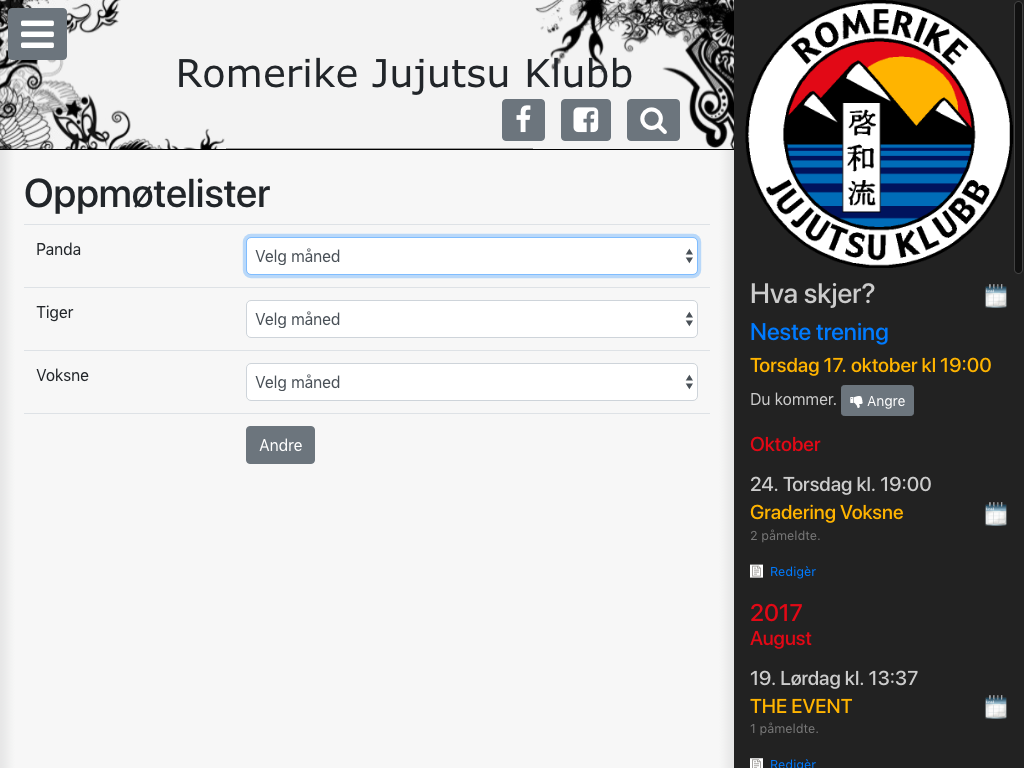 Romerike Jujutsu Klubb
Oppmøtelister
Panda
Velg måned
Tiger
Velg måned
Voksne
Velg måned
Andre
ROMERIKE
啓和流
JUJUTSU KLUBB
Hva skjer?
Neste trening
Torsdag 17. oktober kl 19:00
Du kommer. Angre
Oktober
24. Torsdag kl. 19:00
Gradering Voksne
2 påmeldte.
Redigèr
2017
August
19. Lørdag kl. 13:37
THE EVENT
1 påmeldte.
Redigèr